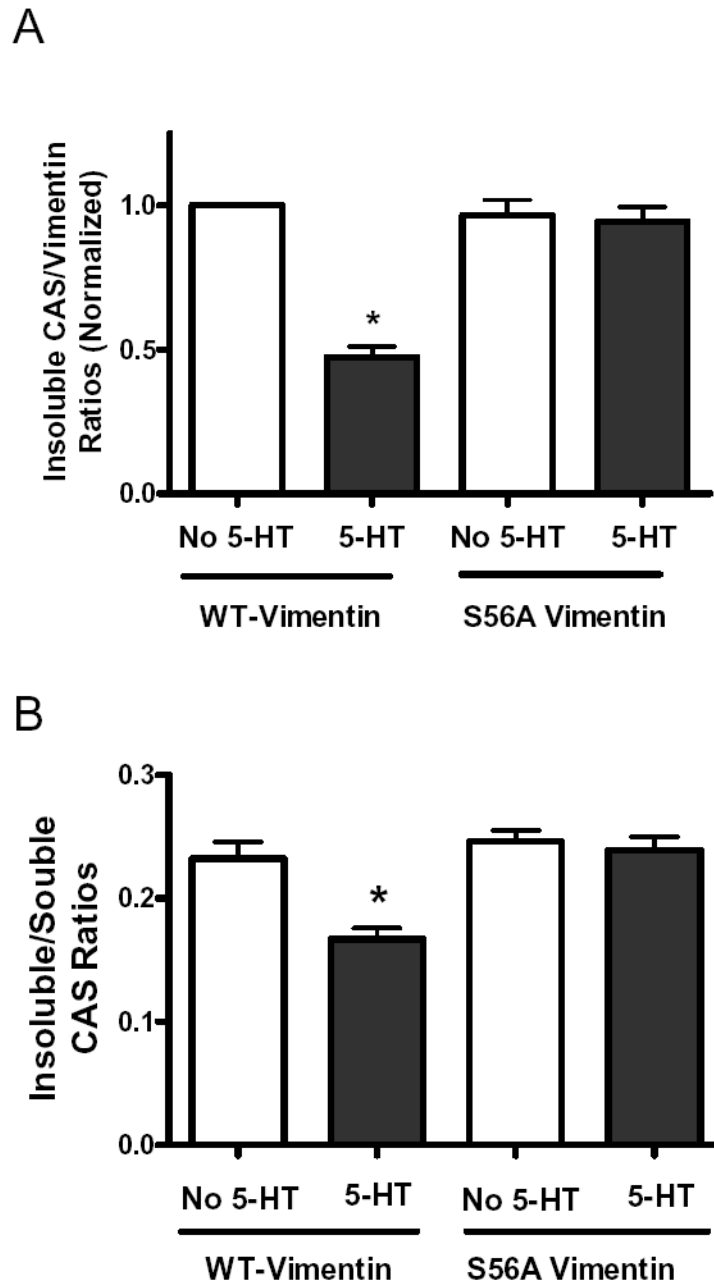 A
Insoluble CAS/Vimentin
Ratios (Normalized)
1.0
0.5
0.0
*
No 5-HT 5-HT No 5-HT 5-HT
WT-Vimentin S56A Vimentin
B
Insoluble/Souble
CAS Ratios
0.3
0.2
0.1
0.0
*
No 5-HT 5-HT No 5-HT 5-HT
WT-Vimentin S56A Vimentin